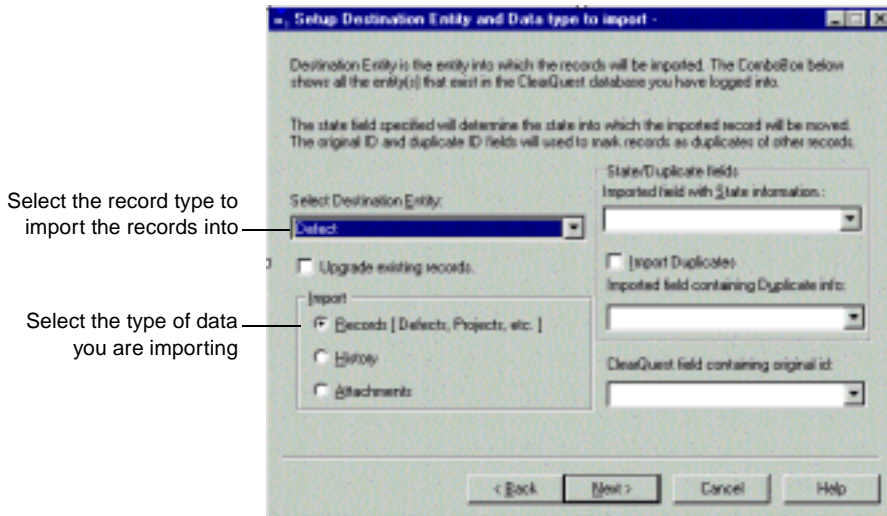 Setup Destination Entity and Data type to import -
Destination Entity is the entity into which the records will be imported. The ComboBox below
shows all the entity(s) that exist in the ClearQuest database you have logged into.
The state field specified will determine the state into which the imported record will be moved.
The original ID and duplicate ID fields will used to mark records as duplicates of other records.
Select the record type to
import the records into
Select Destination Entity:
Defect
Upgrade existing records.
Select the type of data
you are importing
Import
Records [ Defects, Projects, etc. ]
History
Attachments
State/Duplicate fields
Imported field with State information.:
Import Duplicates
Imported field containing Duplicate info:
ClearQuest field containing original id:
< Back
Next >
Cancel
Help